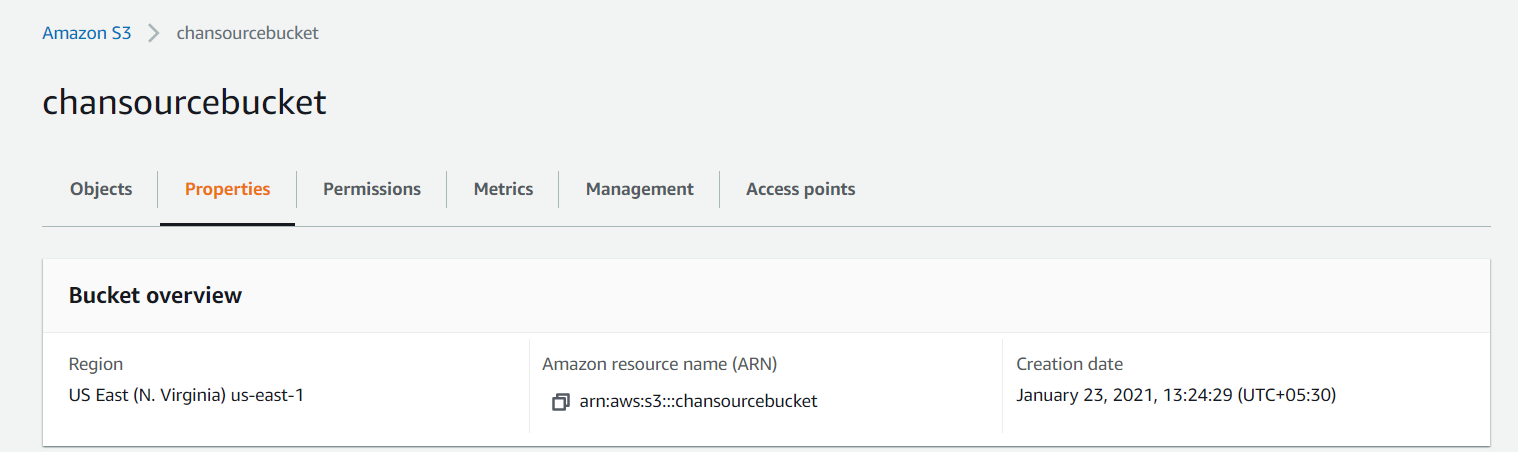 Amazon S3 > chansourcebucket
chansourcebucket
Objects Properties Permissions Metrics Management Access points
Bucket overview
Region Amazon resource name (ARN) Creation date
US East (N. Virginia) us-east-1 arn:aws:s3:::chansourcebucket January 23, 2021, 13:24:29 (UTC+05:30)